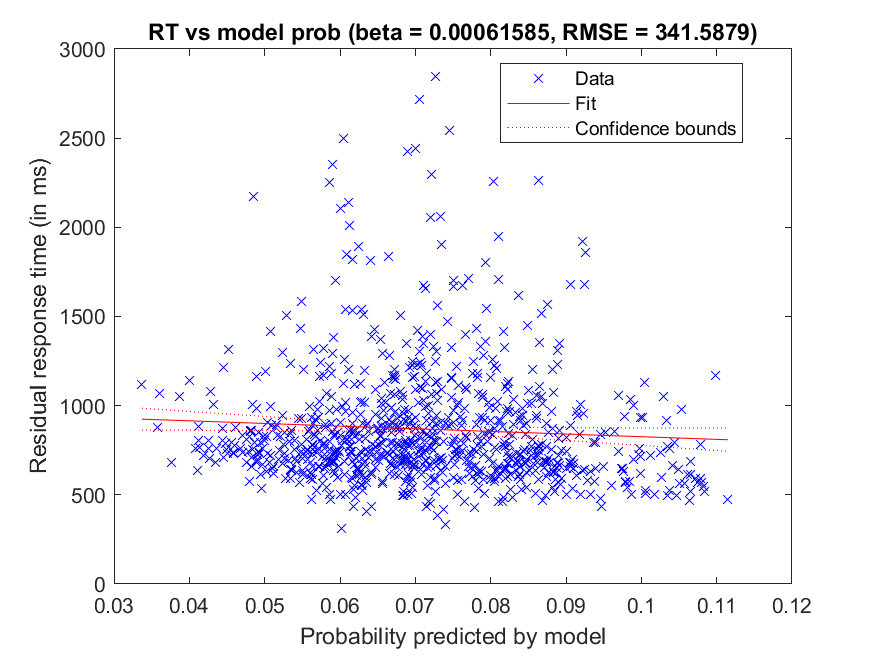 RT vs model prob (beta = 0.00061585, RMSE = 341.5879)
3000
2500
2000
1500
1000
500
0
Residual response time (in ms)
Data
Fit
Confidence bounds
0.03 0.04 0.05 0.06 0.07 0.08 0.09 0.1 0.11 0.12
Probability predicted by model